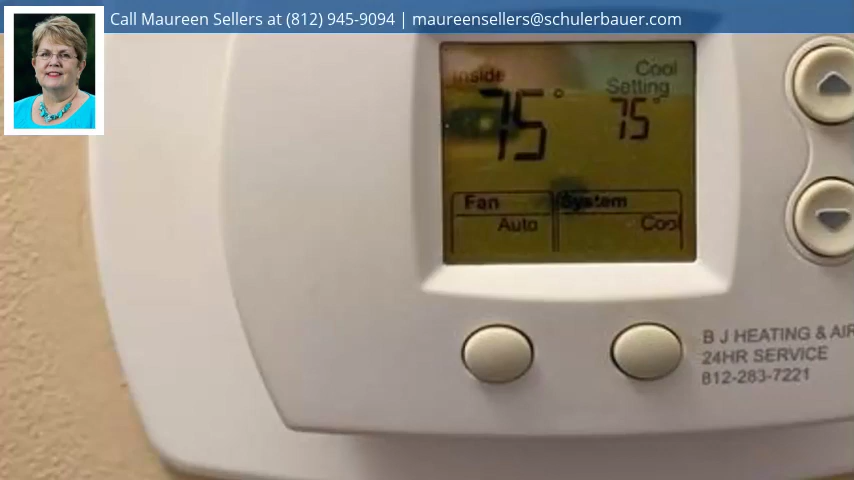 Call Maureen Sellers at (812) 945-9094 | maureensellers@schulerbauer.com
Inside
Cool
Setting
75°
75°
Fan
System
Auto
Cool
B J HEATING & AIR
24HR SERVICE
812-283-7221